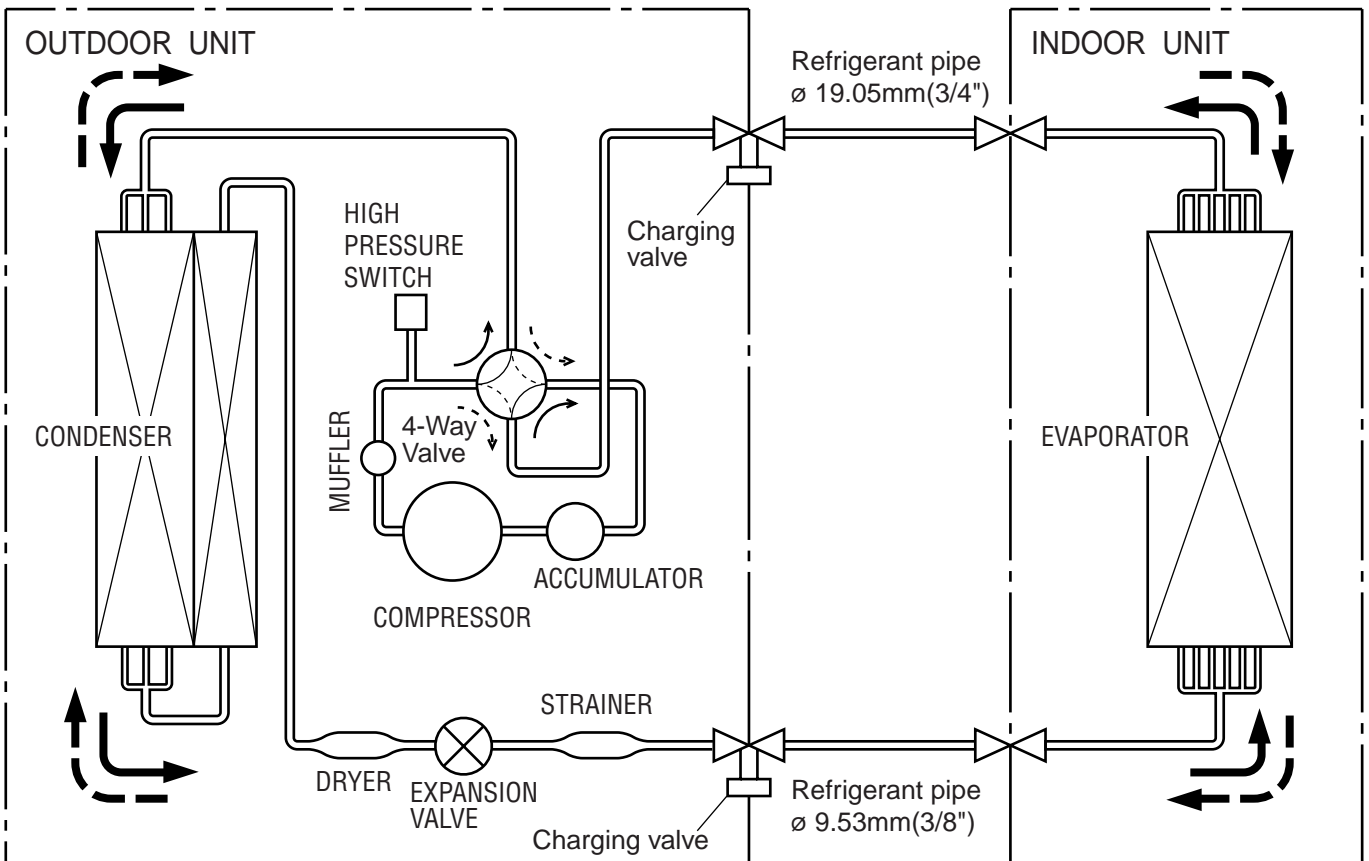 OUTDOOR UNIT
INDOOR UNIT
Refrigerant pipe
ø 19.05mm(3/4")
HIGH
PRESSURE
SWITCH
Charging
valve
4-Way
Valve
MUFFLER
CONDENSER
EVAPORATOR
ACCUMULATOR
COMPRESSOR
STRAINER
DRYER
EXPANSION
VALVE
Refrigerant pipe
ø 9.53mm(3/8")
Charging valve